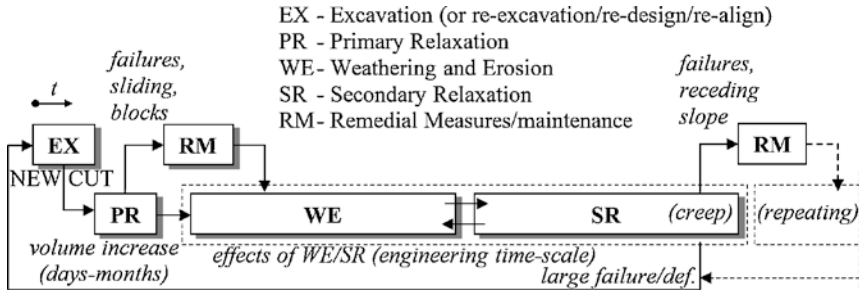 EX - Excavation (or re-excavation/re-design/re-align)
PR - Primary Relaxation
WE - Weathering and Erosion
SR - Secondary Relaxation
RM - Remedial Measures/maintenance
failures,
sliding,
blocks
failures,
receding
slope
t
EX
RM
RM
NEW CUT
PR
WE
SR
(creep)
(repeating)
volume increase
(days-months)
effects of WE/SR (engineering time-scale)
large failure/def.